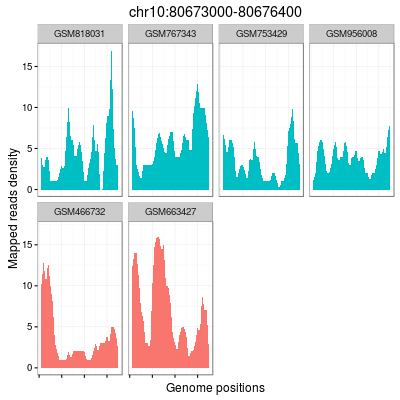 chr10:80673000-80676400
GSM818031 GSM767343 GSM753429 GSM956008
15
10
5
0
Mapped reads density
GSM466732 GSM663427
15
10
5
0
Genome positions